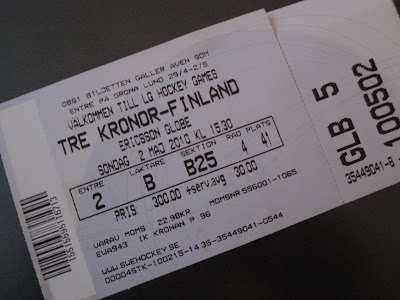 OBS! BILJETTEN GÄLLER ÄVEN SOM
ENTRE PÅ GRÖNA LUND 29/4-2/5
VÄLKOMMEN TILL LG HOCKEY GAMES
TRE KRONOR-FINLAND
ERICSSON GLOBE
SÖNDAG 2 MAJ 2010 KL 15.30
ENTRE LÄKTARE SEKTION RAD PLATS
2 B B25 4 41
PRIS 300.00 +serv.avg 30.00
VARAV MOMS 22.98KR MOMSNR556001-1065
EWA943 IK KRONAN P 96
WWW.SWEHOCKEY.SE
00004STK-100215-1435-35449041-0544
GLB 5
100502
35449041-8